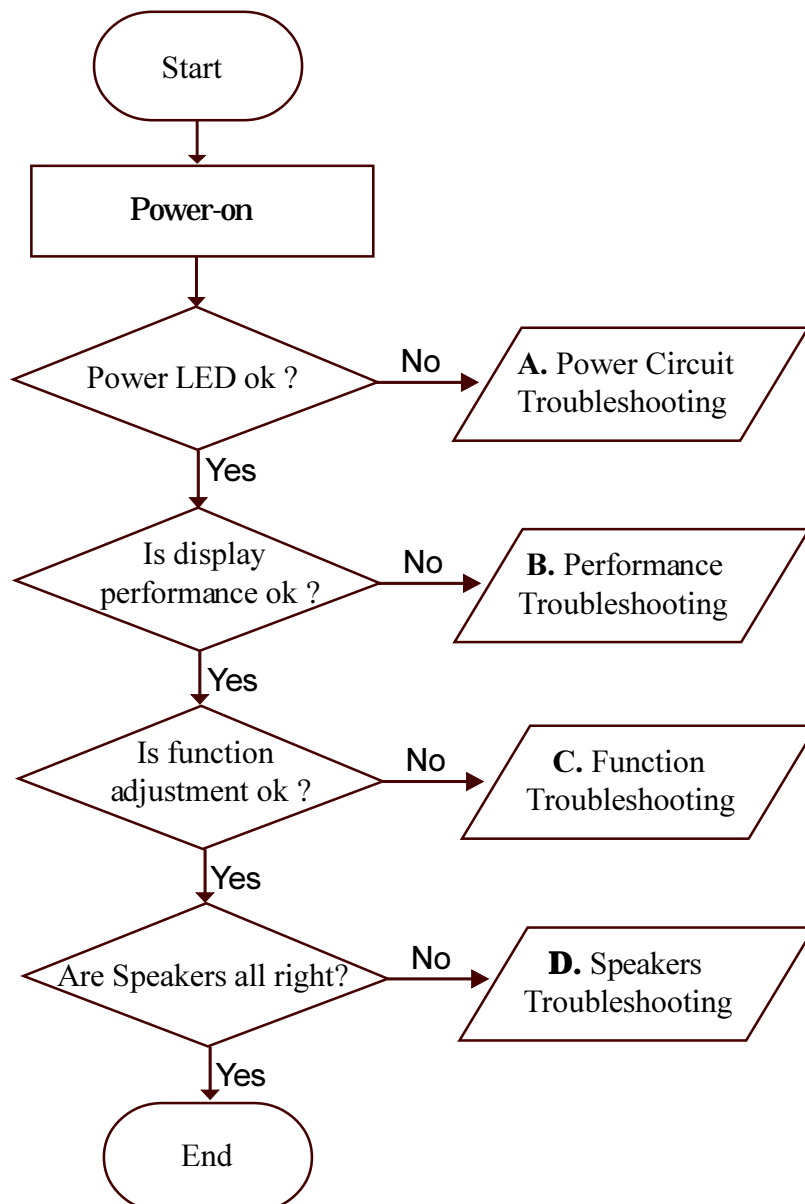 Start
Power-on
Power LED ok ?
No
A. Power Circuit
Troubleshooting
Yes
Is display
performance ok ?
No
B. Performance
Troubleshooting
Yes
Is function
adjustment ok ?
No
C. Function
Troubleshooting
Yes
Are Speakers all right?
No
D. Speakers
Troubleshooting
Yes
End